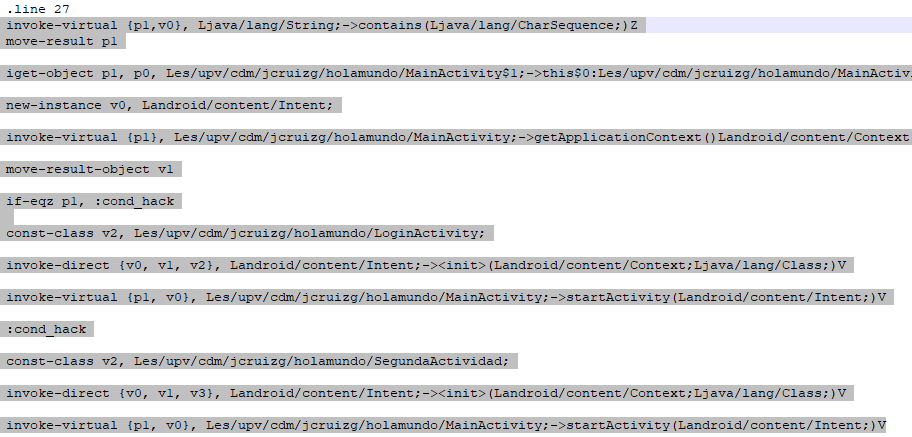 .line 27
invoke-virtual {p1,v0}, Ljava/lang/String;->contains(Ljava/lang/CharSequence;)Z
move-result p1
iget-object p1, p0, Les/upv/cdm/jcruizg/holamundo/MainActivity$1;->this$0:Les/upv/cdm/jcruizg/holamundo/MainActivi
new-instance v0, Landroid/content/Intent;
invoke-virtual {p1}, Les/upv/cdm/jcruizg/holamundo/MainActivity;->getApplicationContext()Landroid/content/Context
move-result-object v1
if-eqz p1, :cond_hack
const-class v2, Les/upv/cdm/jcruizg/holamundo/LoginActivity;
invoke-direct {v0, v1, v2}, Landroid/content/Intent;-><init>(Landroid/content/Context;Ljava/lang/Class;)V
invoke-virtual {p1, v0}, Les/upv/cdm/jcruizg/holamundo/MainActivity;->startActivity(Landroid/content/Intent;)V
:cond_hack
const-class v2, Les/upv/cdm/jcruizg/holamundo/SegundaActividad;
invoke-direct {v0, v1, v3}, Landroid/content/Intent;-><init>(Landroid/content/Context;Ljava/lang/Class;)V
invoke-virtual {p1, v0}, Les/upv/cdm/jcruizg/holamundo/MainActivity;->startActivity(Landroid/content/Intent;)V